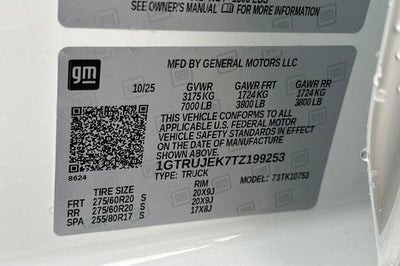 SEE OWNER'S MANUAL FOR MORE INFORMATION
gm
MFD BY GENERAL MOTORS LLC
10/25 GVWR GAWR FRT GAWR RR
3175 KG 1724 KG 1724 KG
7000 LB 3800 LB 3800 LB
THIS VEHICLE CONFORMS TO ALL
APPLICABLE U.S. FEDERAL MOTOR
VEHICLE SAFETY STANDARDS IN EFFECT
ON THE DATE OF MANUFACTURE
SHOWN ABOVE.
1GTRUJEK7TZ199253
8624 TYPE: TRUCK MODEL: 73TK10753
TIRE SIZE RIM
FRT 275/60R20 S 20X9J
RR 275/60R20 S 20X9J
SPA 255/80R17 S 17X8J